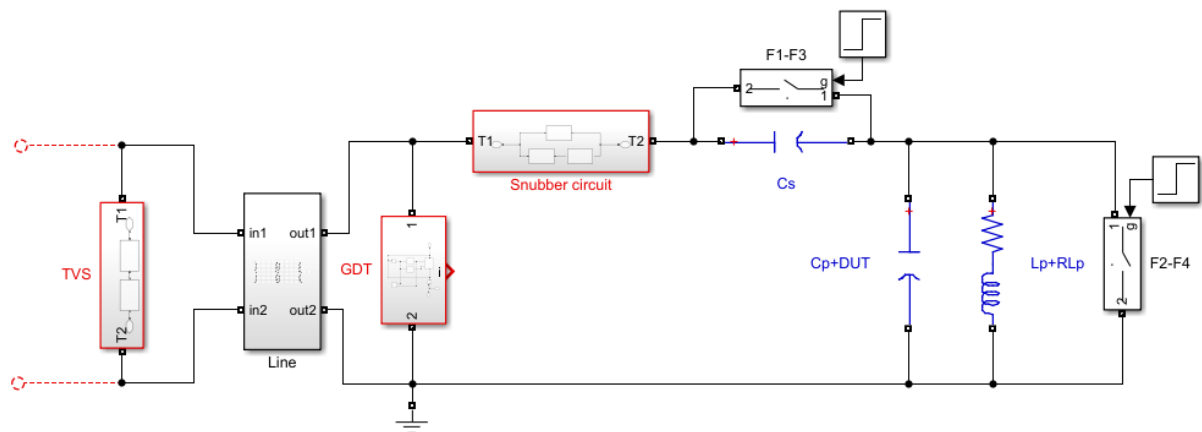 F1-F3
2
g
1
T1
T2
Snubber circuit
Cs
T1
TVS
T2
in1
out1
in2
out2
Line
1
GDT
i
2
Cp+DUT
Lp+RLp
1
g
F2-F4
2